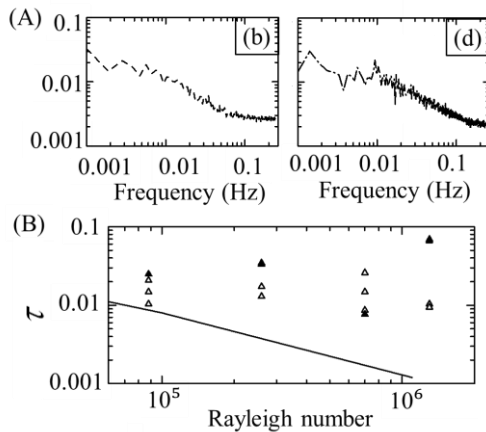 (A)
0.1
(b)
(d)
0.01
0.001
0.001 0.01 0.1
0.001 0.01 0.1
Frequency (Hz)
Frequency (Hz)
(B)
0.1
τ
0.01
0.001
10⁵ 10⁶
Rayleigh number